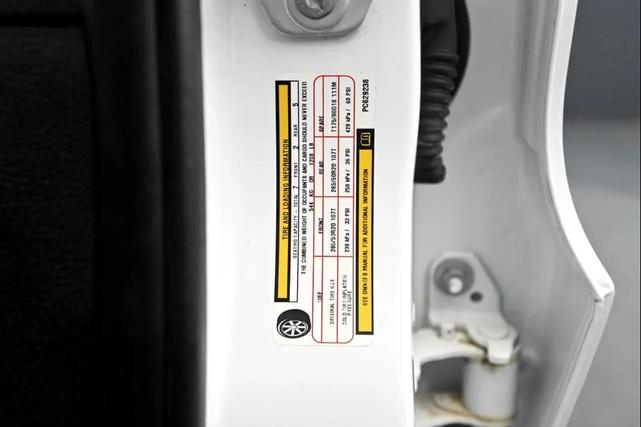 TIRE AND LOADING INFORMATION
SEATING CAPACITY - TOTAL 7 FRONT 2 REAR 5
THE COMBINED WEIGHT OF OCCUPANTS AND CARGO SHOULD NEVER EXCEED
544 KG OR 1200 LB
TIRE FRONT REAR SPARE
ORIGINAL TIRE SIZE 265/50R20 107T 265/50R20 107T T175/90D18 111M
COLD TIRE INFLATION PRESSURE 230 kPa / 33 PSI 250 kPa / 36 PSI 420 kPa / 60 PSI
SEE OWNER'S MANUAL FOR ADDITIONAL INFORMATION
PC629238